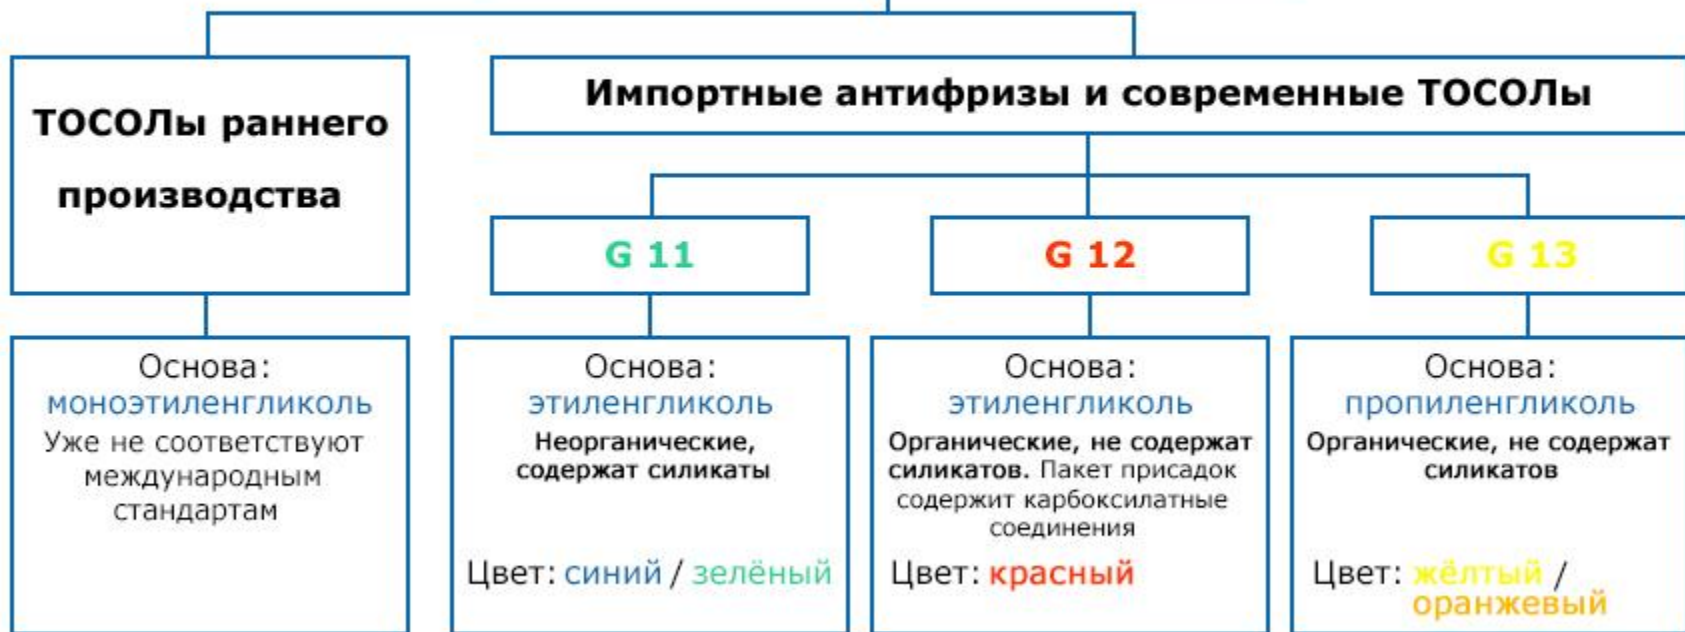 ТОСОЛы раннего
производства
Импортные антифризы и современные ТОСОЛы
G 11
G 12
G 13
Основа:
моноэтиленгликоль
Уже не соответствуют
международным
стандартам
Основа:
этиленгликоль
Неорганические,
содержат силикаты
Цвет: синий / зелёный
Основа:
этиленгликоль
Органические, не содержат
силикатов. Пакет присадок
содержит карбоксилатные
соединения
Цвет: красный
Основа:
пропиленгликоль
Органические, не содержат
силикатов
Цвет: жёлтый /
оранжевый